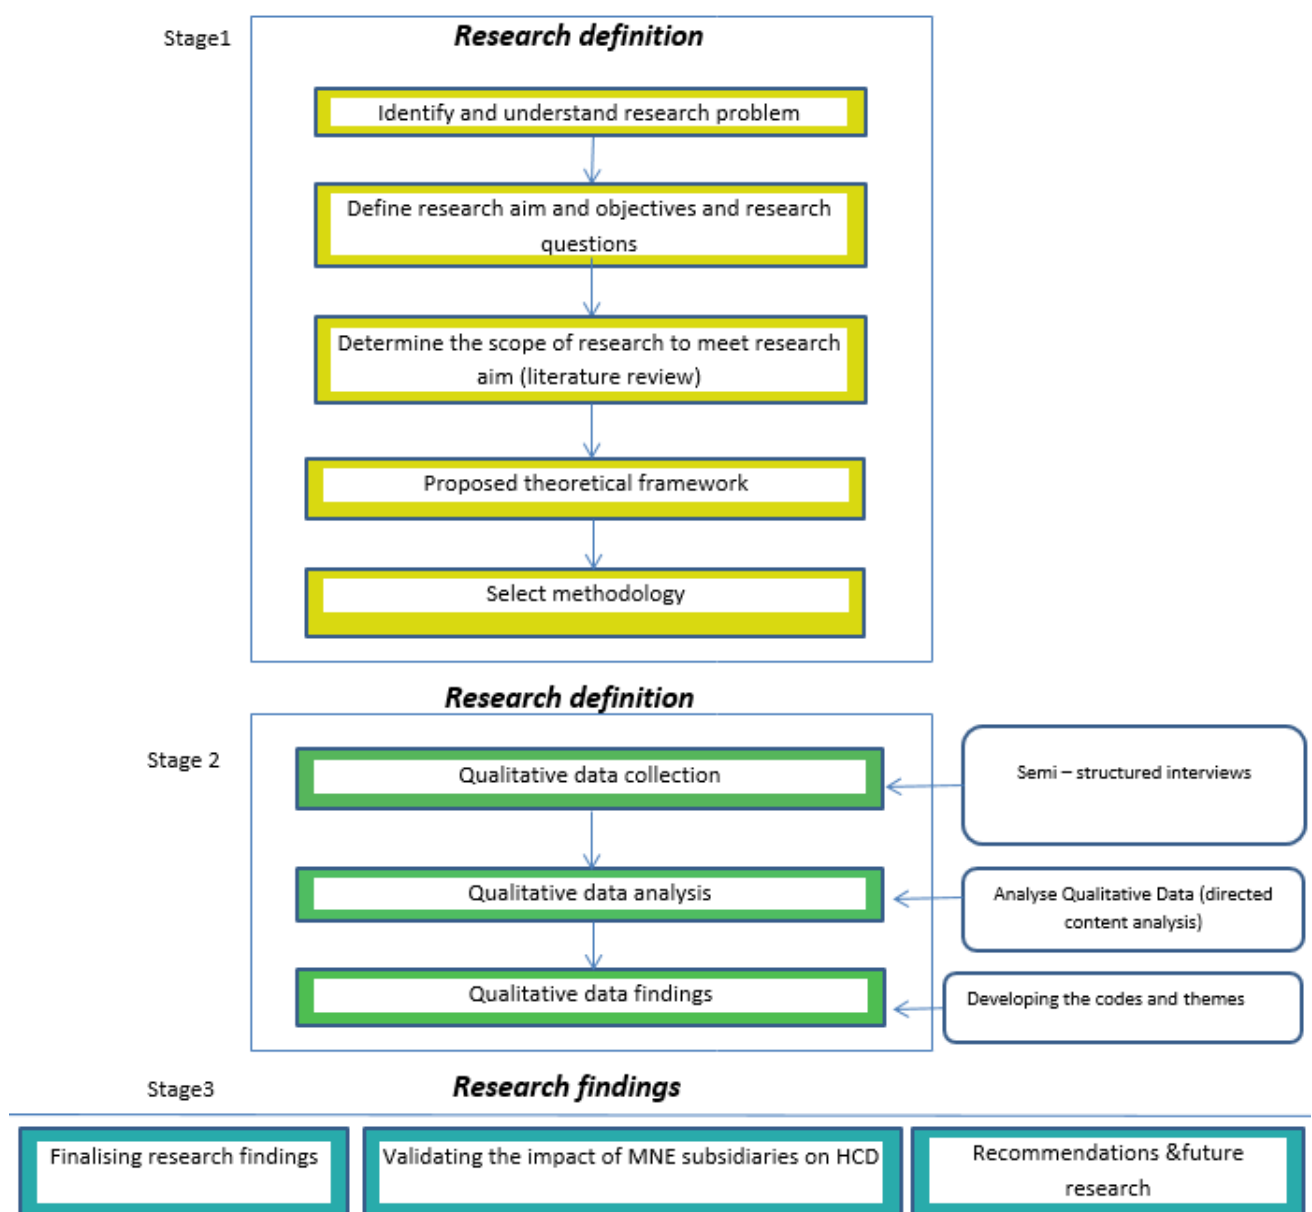 Stage1
Research definition
Identify and understand research problem
Define research aim and objectives and research
questions
Determine the scope of research to meet research
aim (literature review)
Proposed theoretical framework
Select methodology
Research definition
Stage 2
Qualitative data collection
Semi – structured interviews
Qualitative data analysis
Analyse Qualitative Data (directed
content analysis)
Qualitative data findings
Developing the codes and themes
Stage3
Research findings
Finalising research findings
Validating the impact of MNE subsidiaries on HCD
Recommendations &future
research